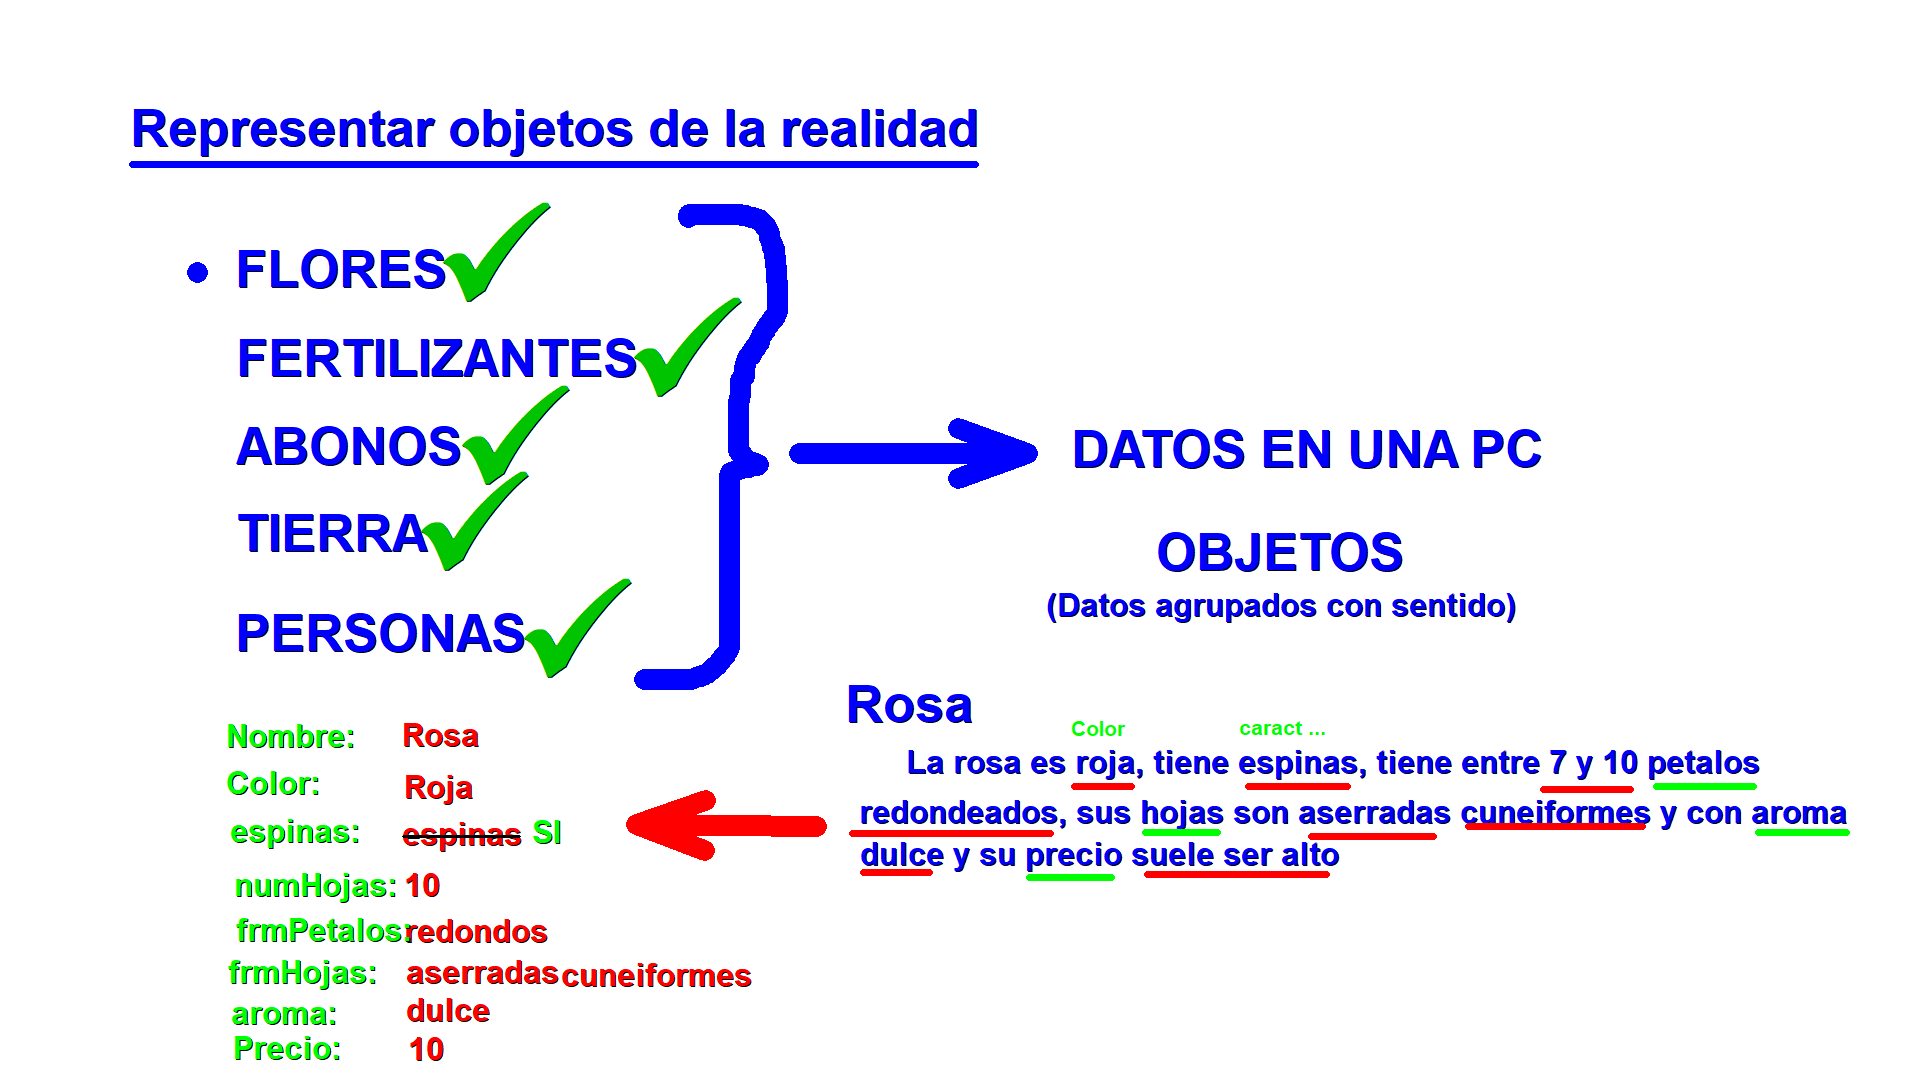 Representar objetos de la realidad
• FLORES
FERTILIZANTES
ABONOS
TIERRA
PERSONAS
DATOS EN UNA PC
OBJETOS
(Datos agrupados con sentido)
Rosa
Color caract ...
La rosa es roja, tiene espinas, tiene entre 7 y 10 petalos
redondeados, sus hojas son aserradas cuneiformes y con aroma
dulce y su precio suele ser alto
Nombre: Rosa
Color: Roja
espinas: espinas SI
numHojas: 10
frmPetalos: redondos
frmHojas: aserradas cuneiformes
aroma: dulce
Precio: 10